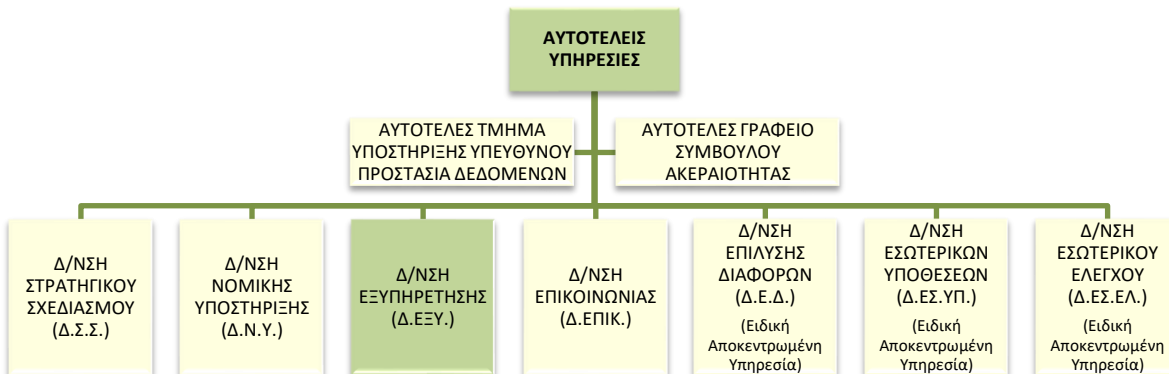 ΑΥΤΟΤΕΛΕΙΣ
ΥΠΗΡΕΣΙΕΣ
ΑΥΤΟΤΕΛΕΣ ΤΜΗΜΑ
ΥΠΟΣΤΗΡΙΞΗΣ ΥΠΕΥΘΥΝΟΥ
ΠΡΟΣΤΑΣΙΑ ΔΕΔΟΜΕΝΩΝ
ΑΥΤΟΤΕΛΕΣ ΓΡΑΦΕΙΟ
ΣΥΜΒΟΥΛΟΥ
ΑΚΕΡΑΙΟΤΗΤΑΣ
Δ/ΝΣΗ
ΣΤΡΑΤΗΓΙΚΟΥ
ΣΧΕΔΙΑΣΜΟΥ
(Δ.Σ.Σ.)
Δ/ΝΣΗ
ΝΟΜΙΚΗΣ
ΥΠΟΣΤΗΡΙΞΗΣ
(Δ.Ν.Υ.)
Δ/ΝΣΗ
ΕΞΥΠΗΡΕΤΗΣΗΣ
(Δ.ΕΞΥ.)
Δ/ΝΣΗ
ΕΠΙΚΟΙΝΩΝΙΑΣ
(Δ.ΕΠΙΚ.)
Δ/ΝΣΗ
ΕΠΙΛΥΣΗΣ
ΔΙΑΦΟΡΩΝ
(Δ.Ε.Δ.)
(Ειδική
Αποκεντρωμένη
Υπηρεσία)
Δ/ΝΣΗ
ΕΣΩΤΕΡΙΚΩΝ
ΥΠΟΘΕΣΕΩΝ
(Δ.ΕΣ.ΥΠ.)
(Ειδική
Αποκεντρωμένη
Υπηρεσία)
Δ/ΝΣΗ
ΕΣΩΤΕΡΙΚΟΥ
ΕΛΕΓΧΟΥ
(Δ.ΕΣ.ΕΛ.)
(Ειδική
Αποκεντρωμένη
Υπηρεσία)